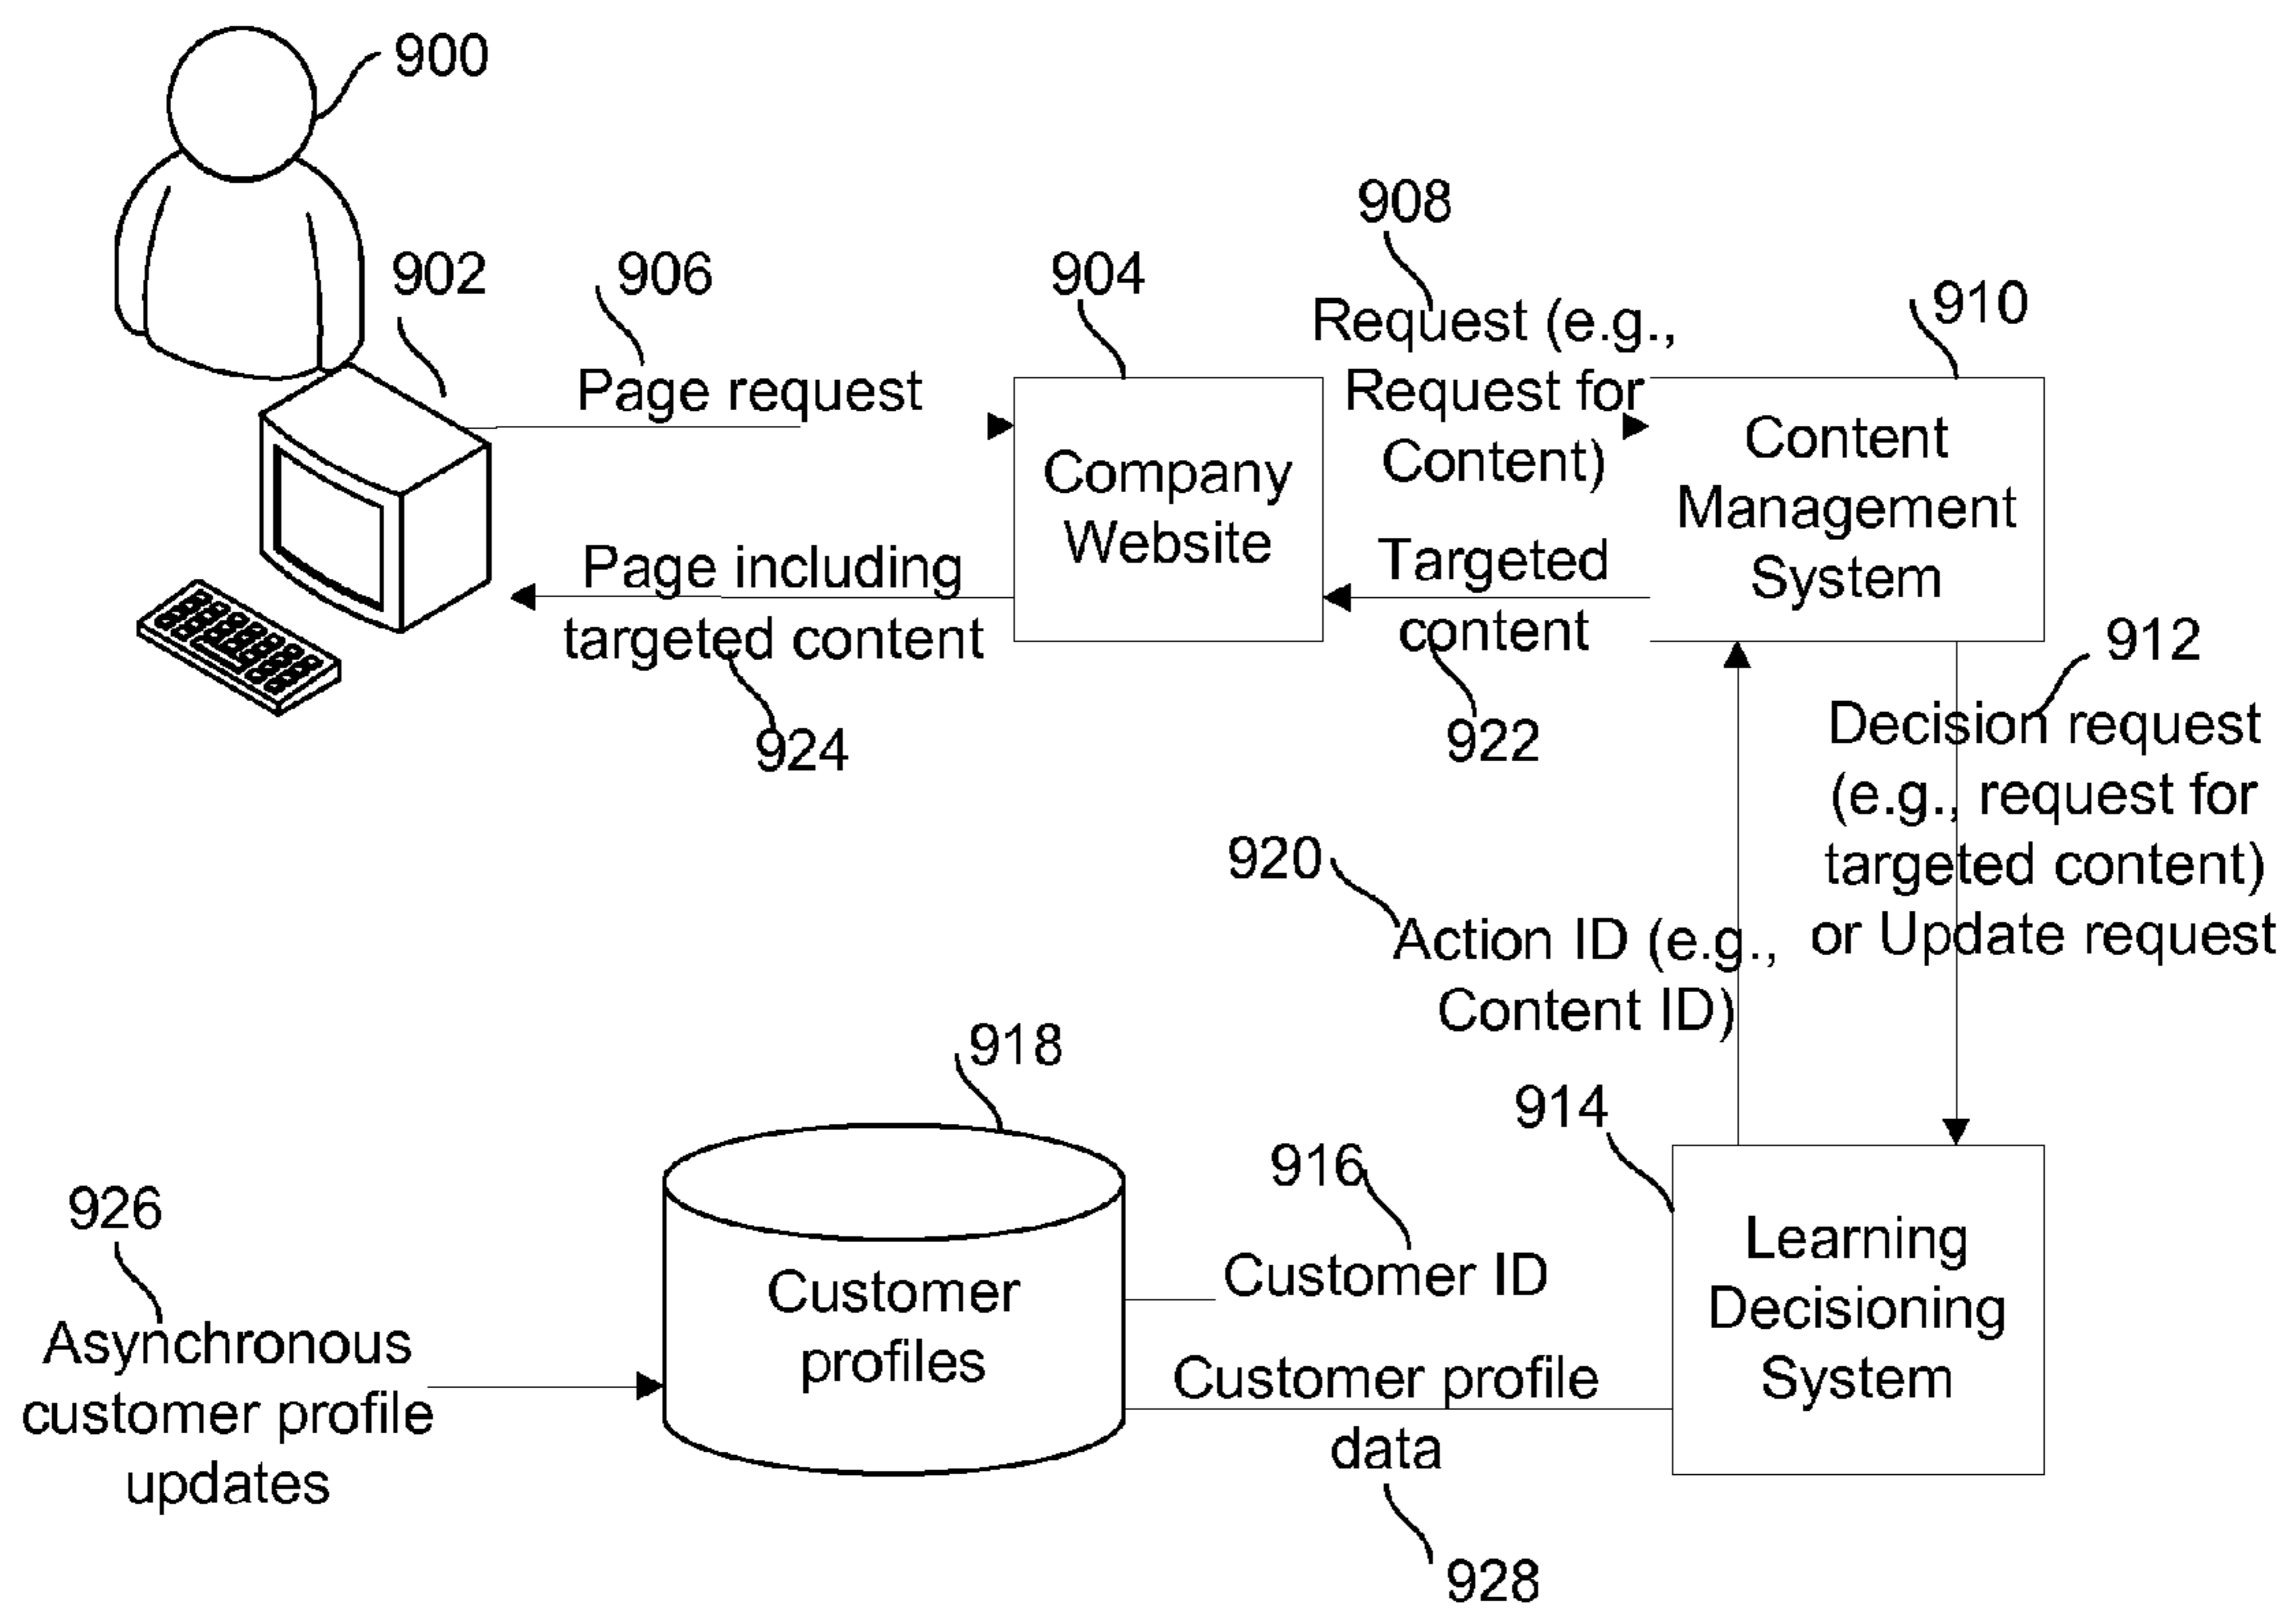 900
902
906
Page request
904
Company
Website
908
Request (e.g.,
Request for
Content)
910
Content
Management
System
Page including
targeted content
924
Targeted
content
922
912
Decision request
(e.g., request for
targeted content)
or Update request
920
Action ID (e.g.,
Content ID)
918
Customer
profiles
916
Customer ID
Customer profile
data
928
914
Learning
Decisioning
System
926
Asynchronous
customer profile
updates